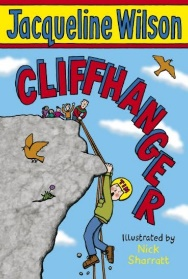 Jacqueline Wilson
CLIFFHANGER
Illustrated by
Nick
Sharratt